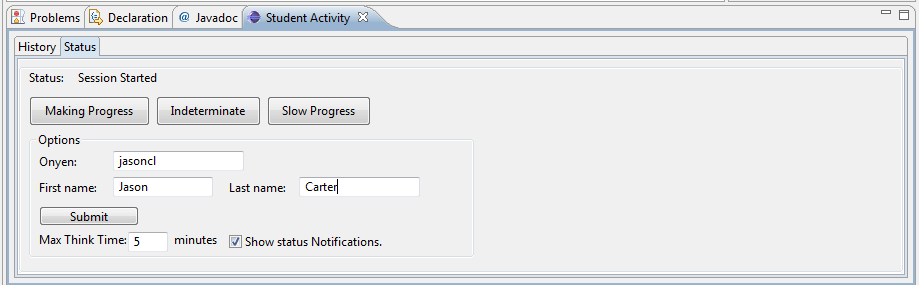 Problems Declaration @ Javadoc Student Activity
History Status
Status: Session Started
Making Progress Indeterminate Slow Progress
Options
Onyen: jasoncl
First name: Jason Last name: Carter
Submit
Max Think Time: 5 minutes Show status Notifications.